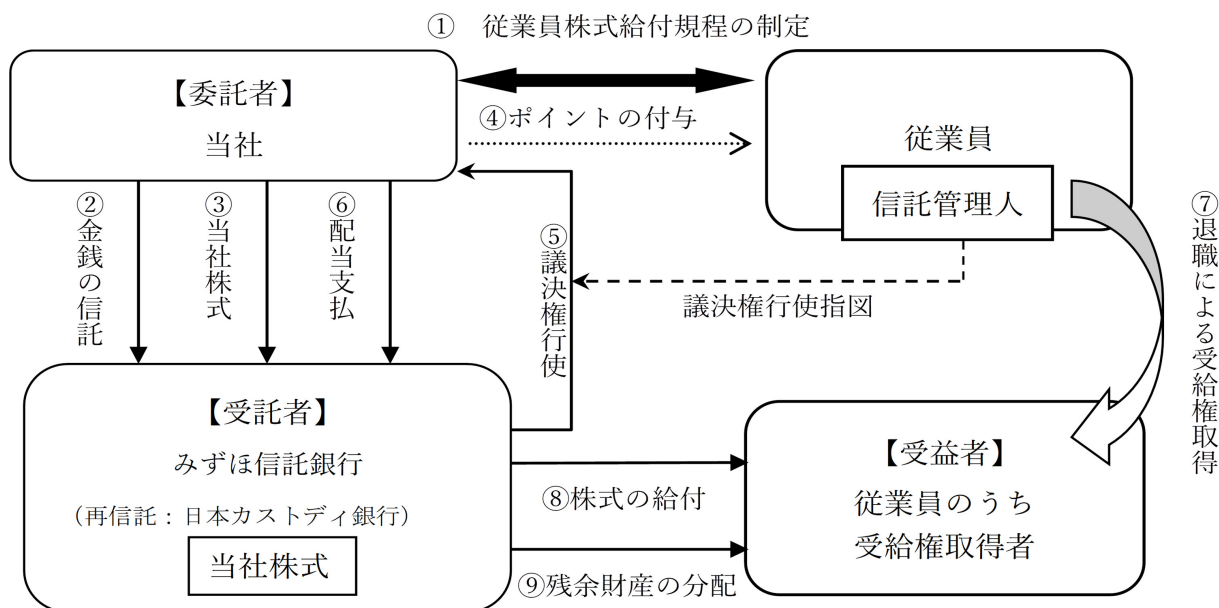 ① 従業員株式給付規程の制定
【委託者】
当社
④ポイントの付与
従業員
信託管理人
②金銭の信託
③当社株式
⑥配当支払
⑤議決権行使
議決権行使指図
⑦退職による受給権取得
【受託者】
みずほ信託銀行
（再信託：日本カストディ銀行）
当社株式
⑧株式の給付
⑨残余財産の分配
【受益者】
従業員のうち
受給権取得者